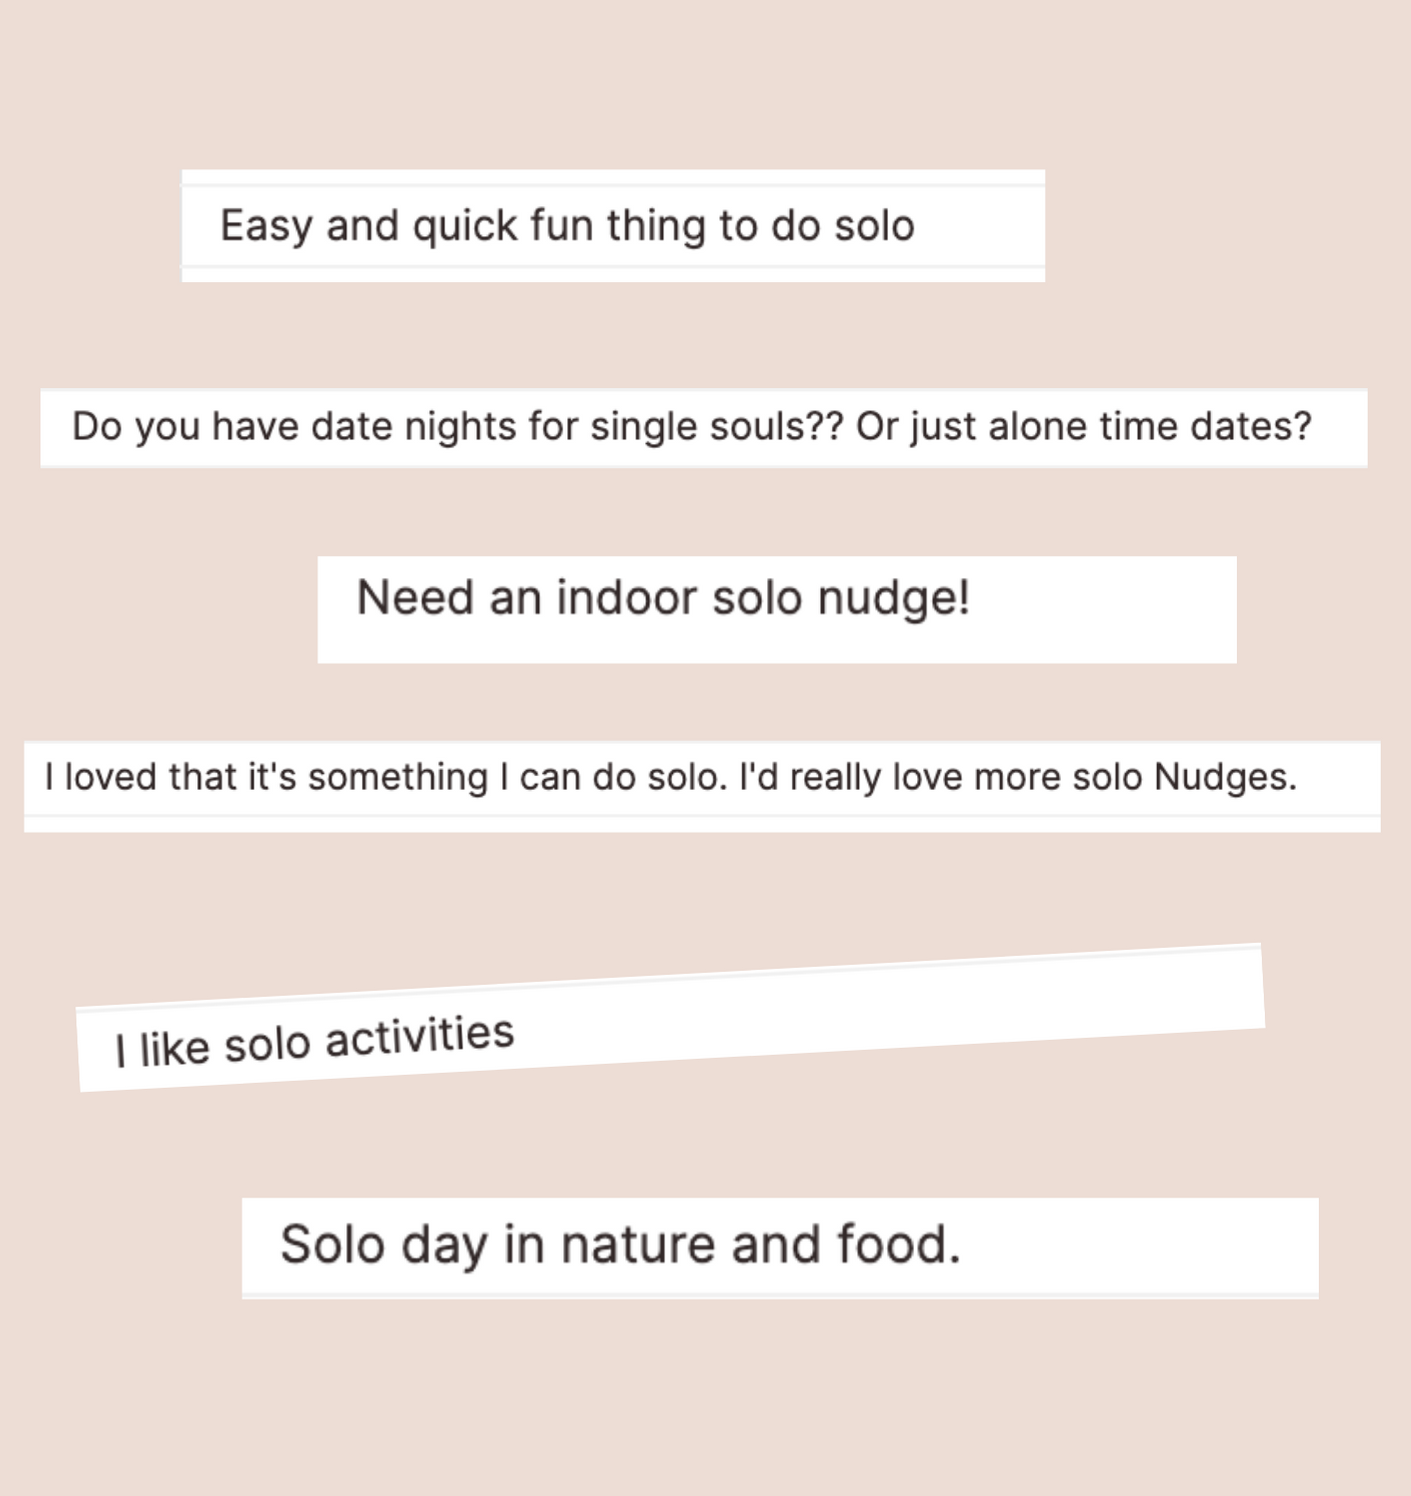 Easy and quick fun thing to do solo
Do you have date nights for single souls?? Or just alone time dates?
Need an indoor solo nudge!
I loved that it's something I can do solo. I'd really love more solo Nudges.
I like solo activities
Solo day in nature and food.